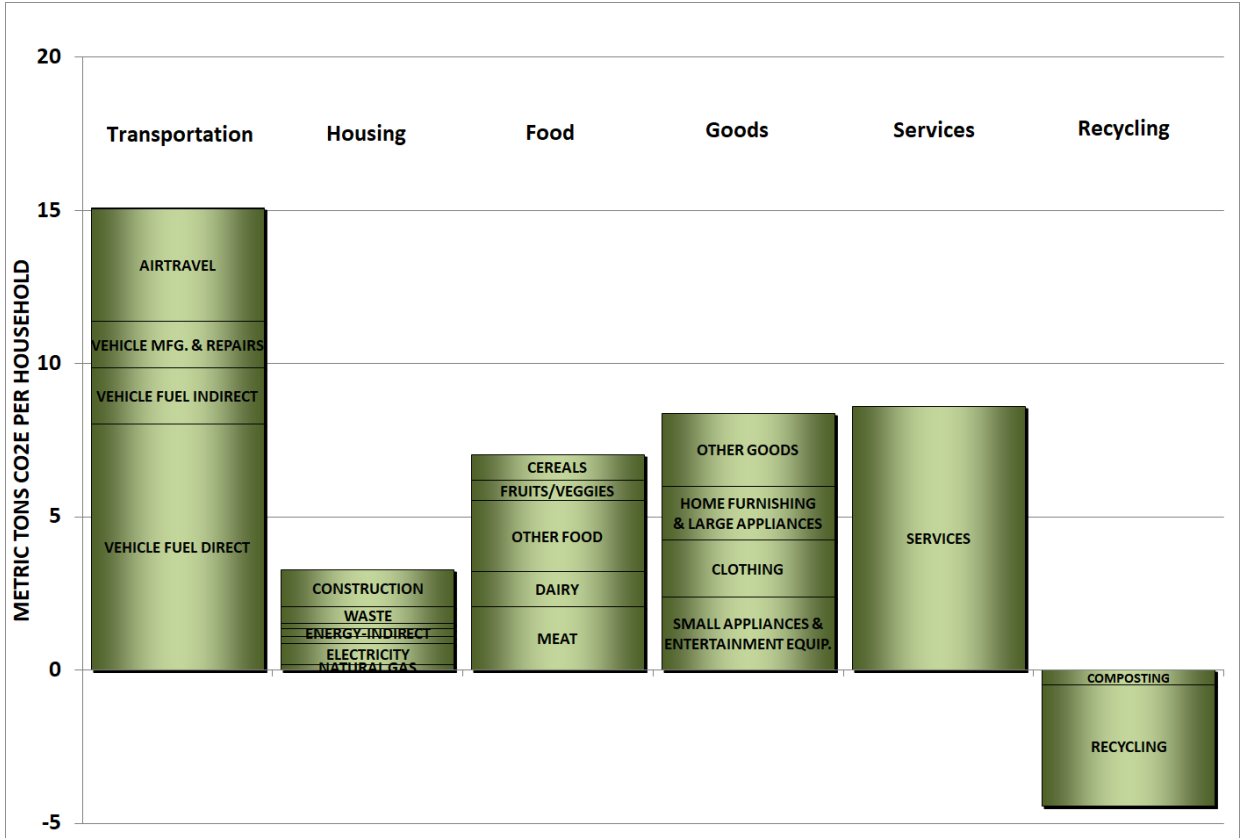 20
15
10
5
0
-5
METRIC TONS CO2E PER HOUSEHOLD
Transportation
Housing
Food
Goods
Services
Recycling
AIRTRAVEL
VEHICLE MFG. & REPAIRS
VEHICLE FUEL INDIRECT
VEHICLE FUEL DIRECT
CONSTRUCTION
WASTE
ENERGY-INDIRECT
ELECTRICITY
NATURAL GAS
CEREALS
FRUITS/VEGGIES
OTHER FOOD
DAIRY
MEAT
OTHER GOODS
HOME FURNISHING
& LARGE APPLIANCES
CLOTHING
SMALL APPLIANCES &
ENTERTAINMENT EQUIP.
SERVICES
COMPOSTING
RECYCLING